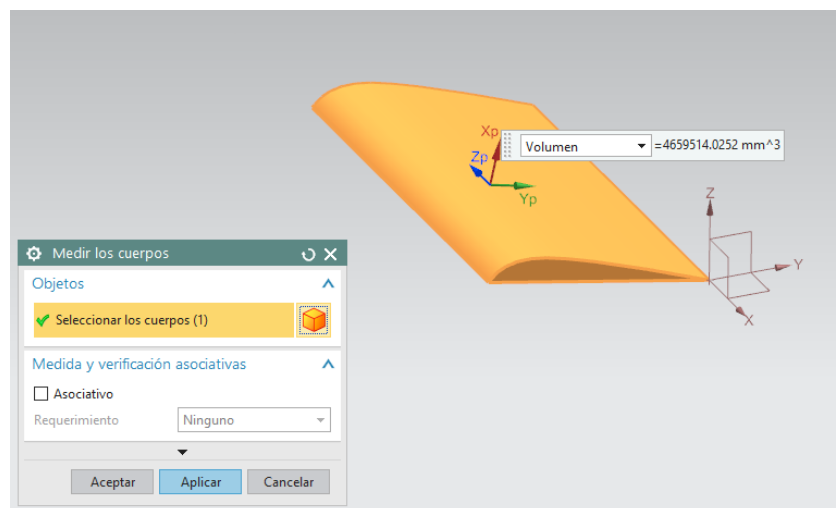 Xp
Volumen =4659514.0252 mm^3
Zp
Yp
Z
Y
X
Medir los cuerpos
Objetos
Seleccionar los cuerpos (1)
Medida y verificación asociativas
Asociativo
Requerimiento Ninguno
Aceptar Aplicar Cancelar